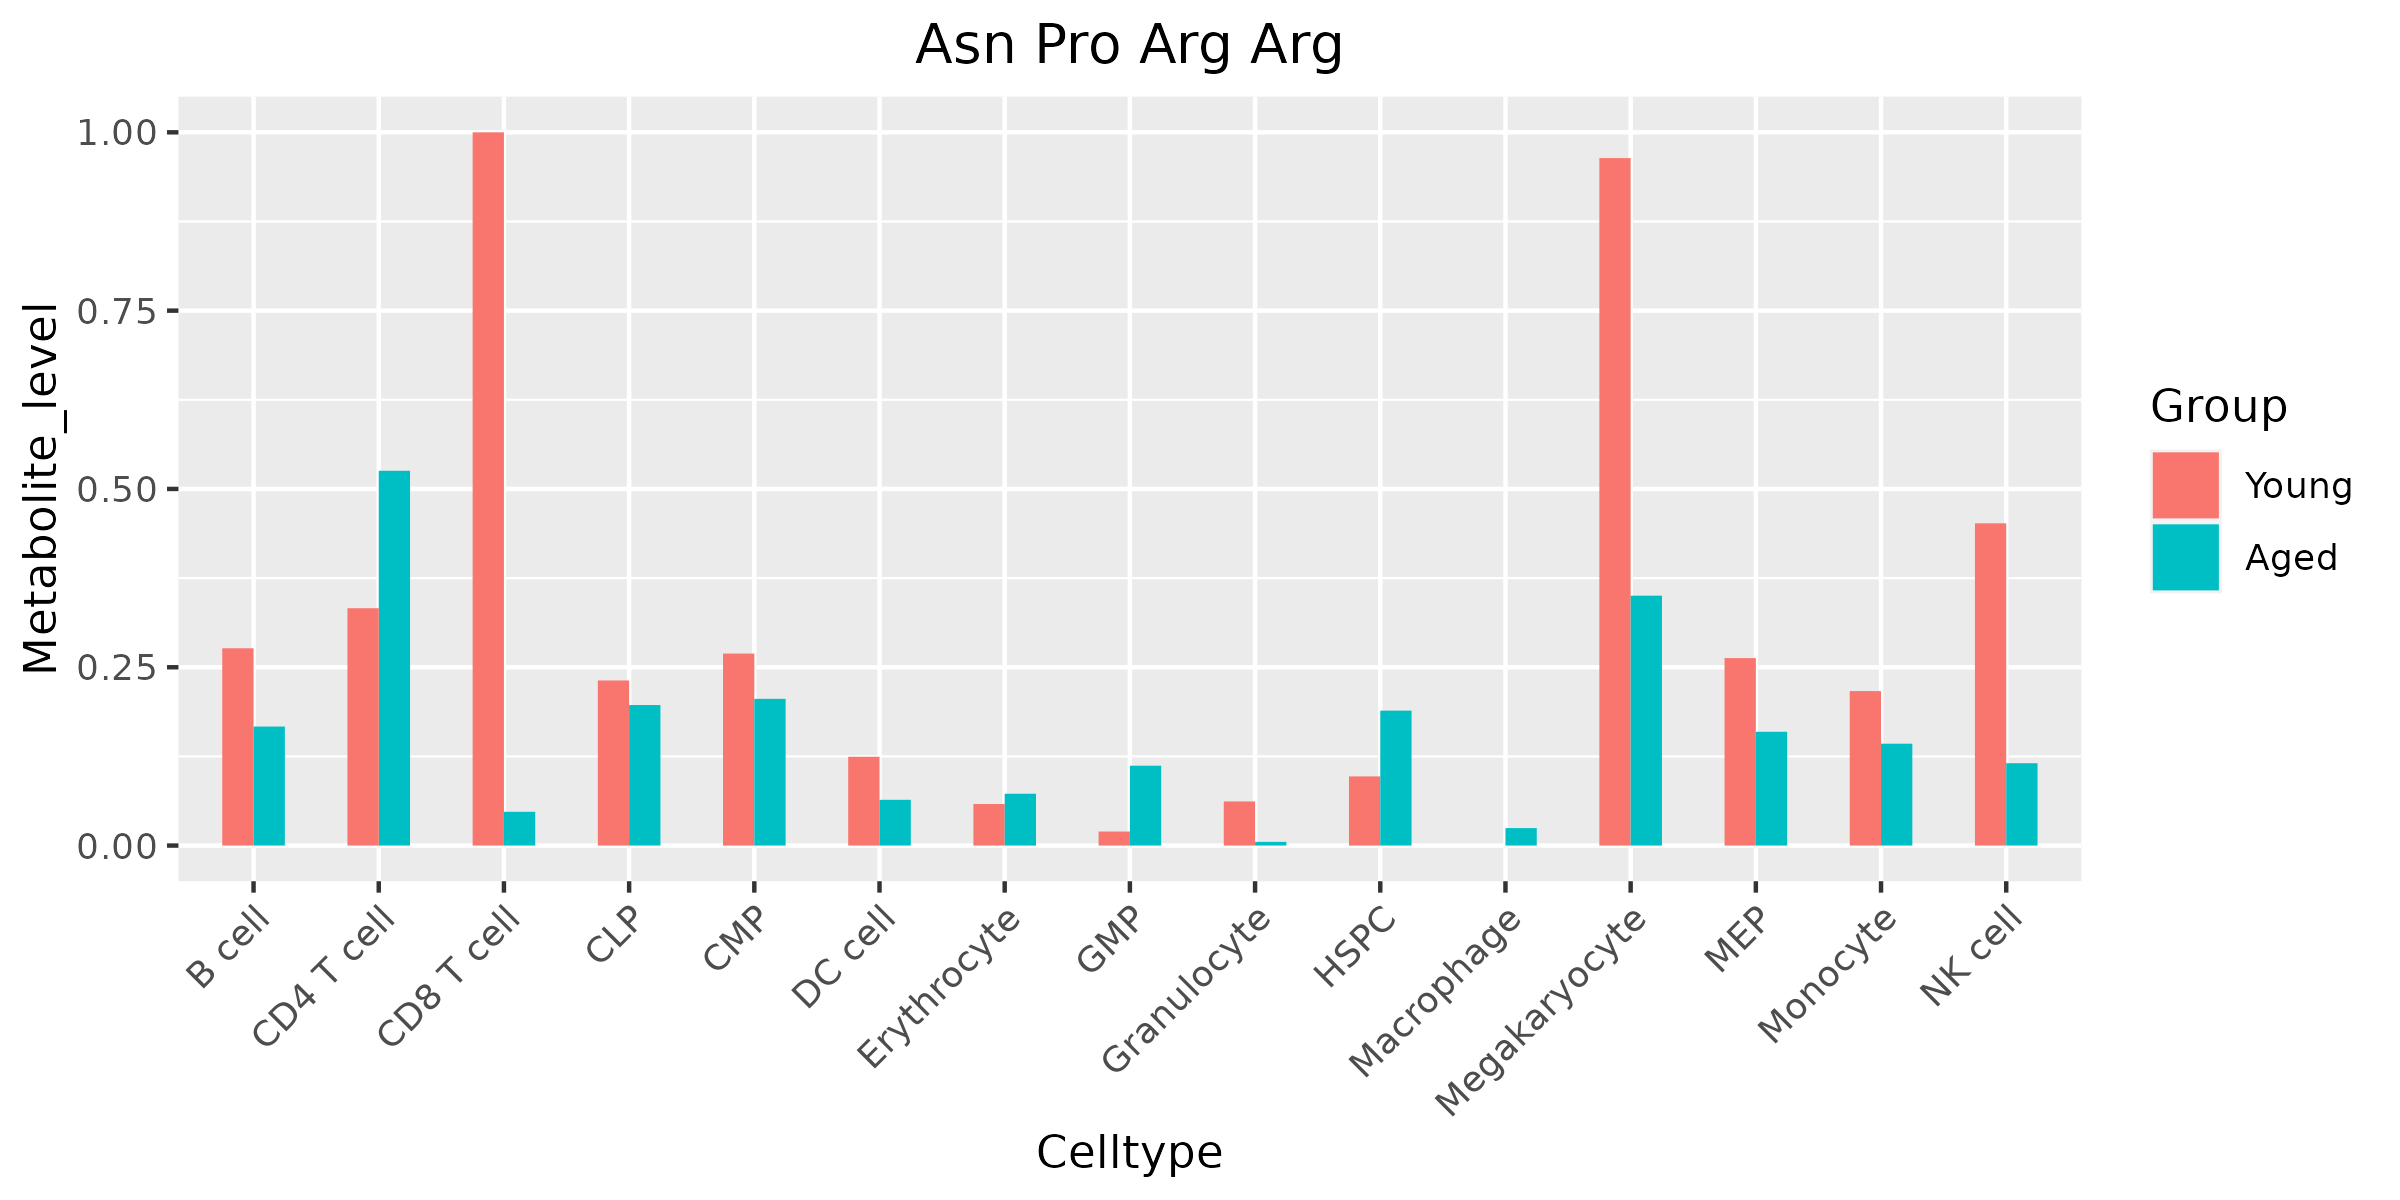 Asn Pro Arg Arg
Metabolite_level
1.00
0.75
0.50
0.25
0.00
B cell
CD4 T cell
CD8 T cell
CLP
CMP
DC cell
Erythrocyte
GMP
Granulocyte
HSPC
Macrophage
Megakaryocyte
MEP
Monocyte
NK cell
Celltype
Group
Young
Aged